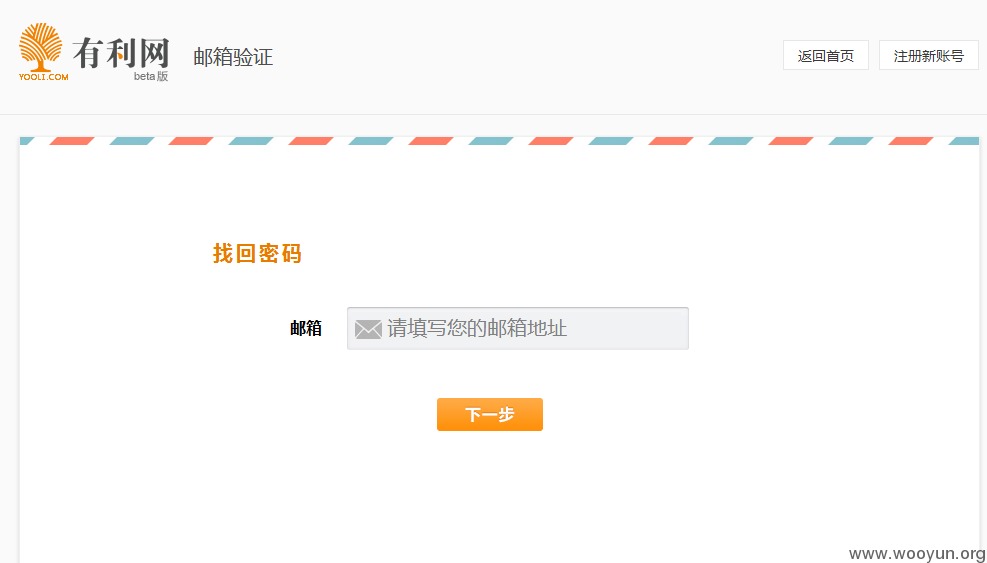 有利网
YOOLI.COM
beta版
邮箱验证
返回首页
注册新账号
找回密码
邮箱
请填写您的邮箱地址
下一步
www.wooyun.org